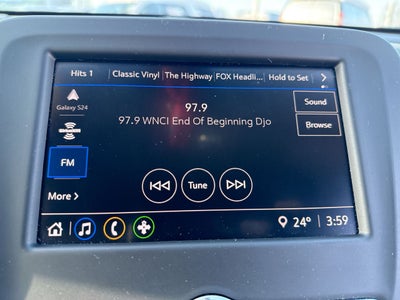 Hits 1 Classic Vinyl The Highway FOX Headli... Hold to Set
Galaxy S24
97.9
97.9 WNCI End Of Beginning Djo
Sound
Browse
FM
Tune
More
24° 3:59